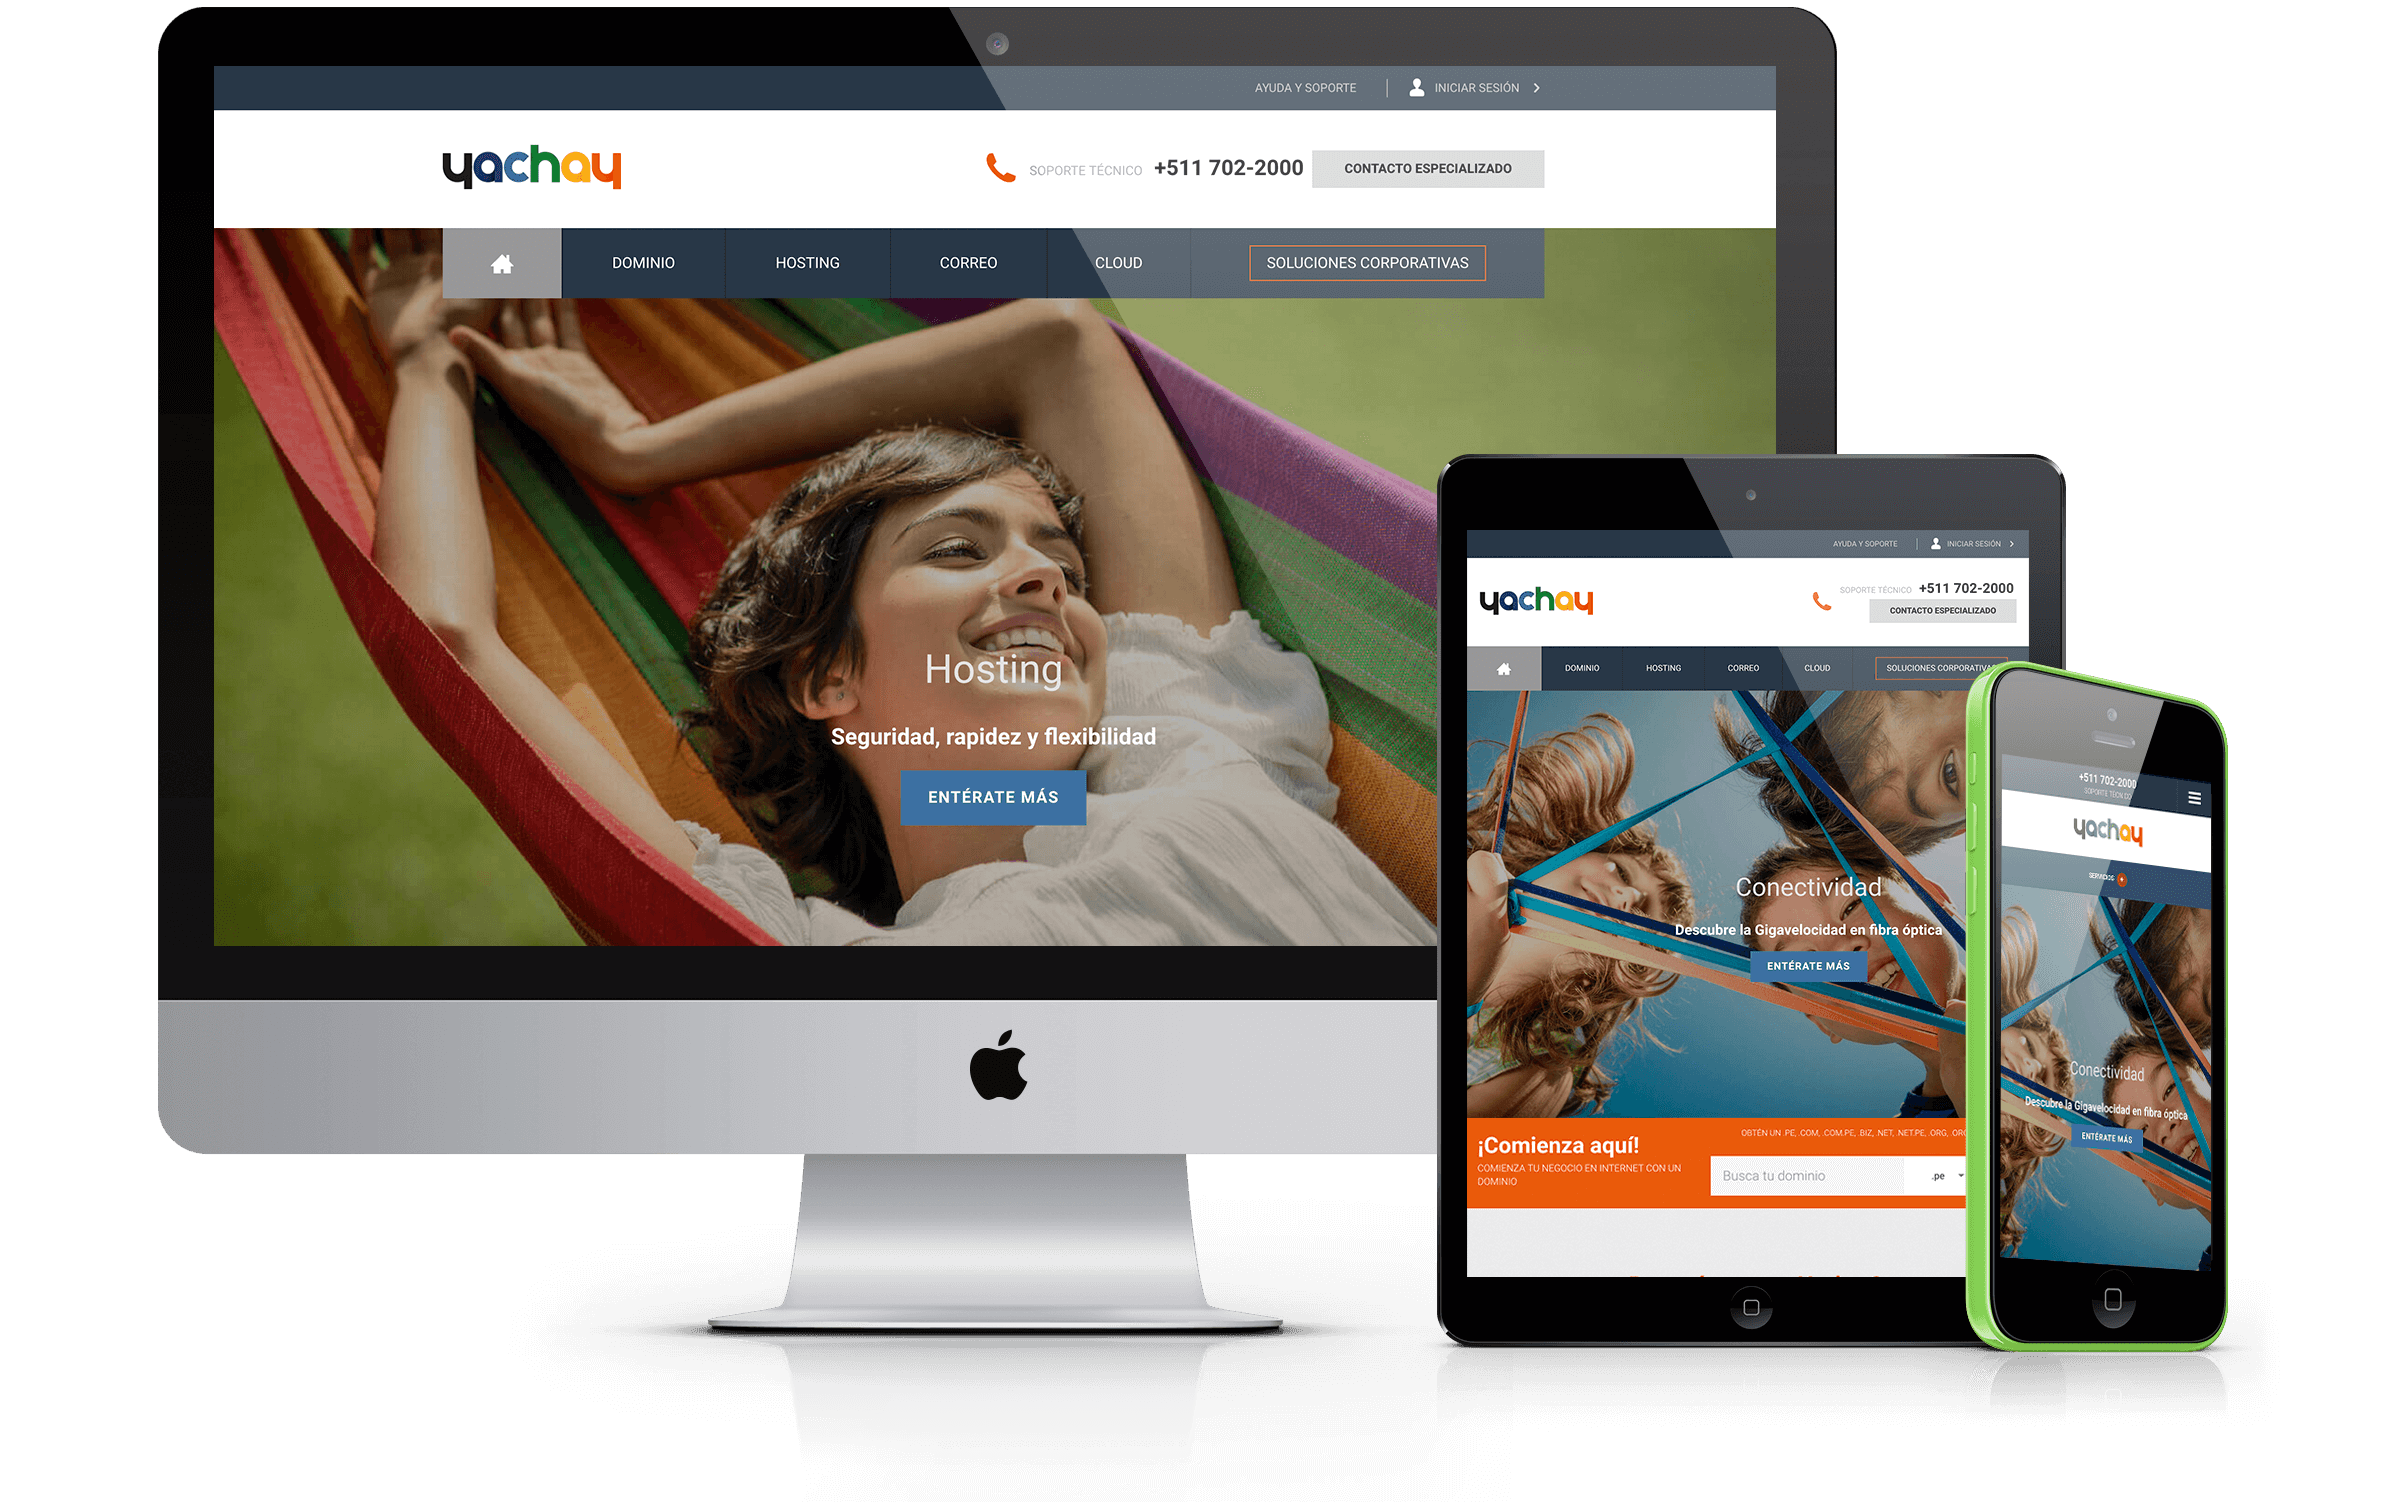 AYUDA Y SOPORTE
INICIAR SESIÓN
yachay
SOPORTE TÉCNICO +511 702-2000 CONTACTO ESPECIALIZADO
DOMINIO HOSTING CORREO CLOUD SOLUCIONES CORPORATIVAS
Hosting
Seguridad, rapidez y flexibilidad
ENTÉRATE MÁS
AYUDA Y SOPORTE
INICIAR SESIÓN
yachay
SOPORTE TÉCNICO +511 702-2000
CONTACTO ESPECIALIZADO
DOMINIO HOSTING CORREO CLOUD SOLUCIONES CORPORATIVAS
Conectividad
Descubre la Gigavelocidad en fibra óptica
ENTÉRATE MÁS
¡Comienza aquí!
COMIENZA TU NEGOCIO EN INTERNET CON UN
DOMINIO
OBTÉN UN .PE, .COM, .COM.PE, .BIZ, .NET, .NET.PE, .ORG,
Busca tu dominio .pe
+511 702-2000
SOPORTE TÉCNICO
yachay
SERVICIOS
Conectividad
Descubre la Gigavelocidad en fibra óptica
ENTÉRATE MÁS